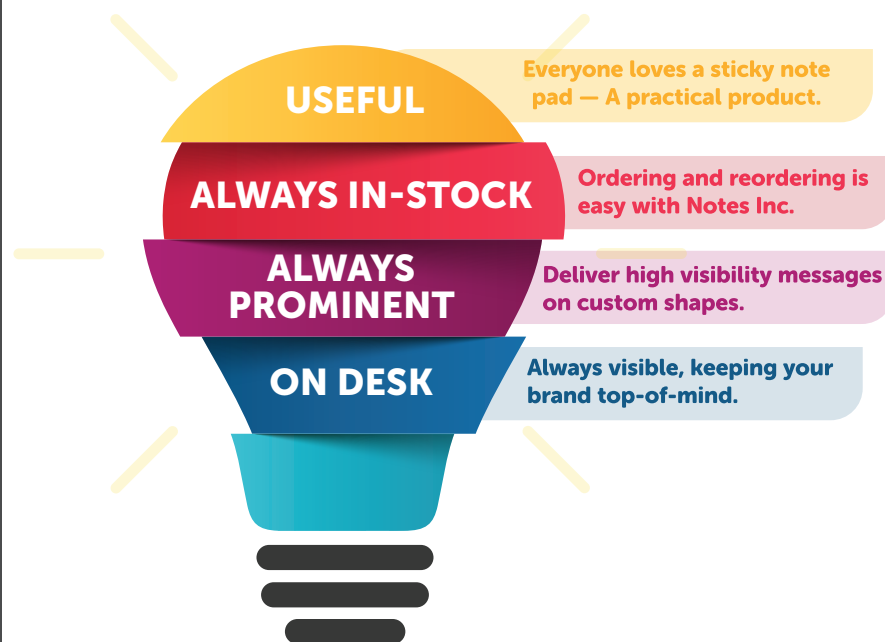 USEFUL
Everyone loves a sticky note
pad — A practical product.
ALWAYS IN-STOCK
Ordering and reordering is
easy with Notes Inc.
ALWAYS
PROMINENT
Deliver high visibility messages
on custom shapes.
ON DESK
Always visible, keeping your
brand top-of-mind.